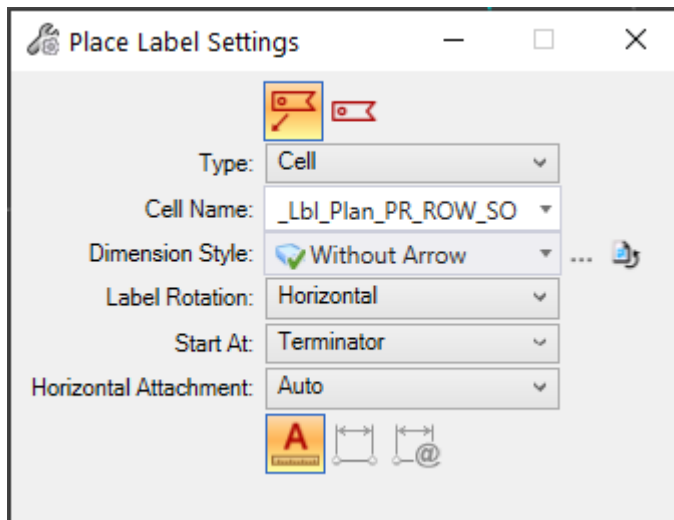 Place Label Settings
Type: Cell
Cell Name: _Lbl_Plan_PR_ROW_SO
Dimension Style: Without Arrow ...
Label Rotation: Horizontal
Start At: Terminator
Horizontal Attachment: Auto
A @